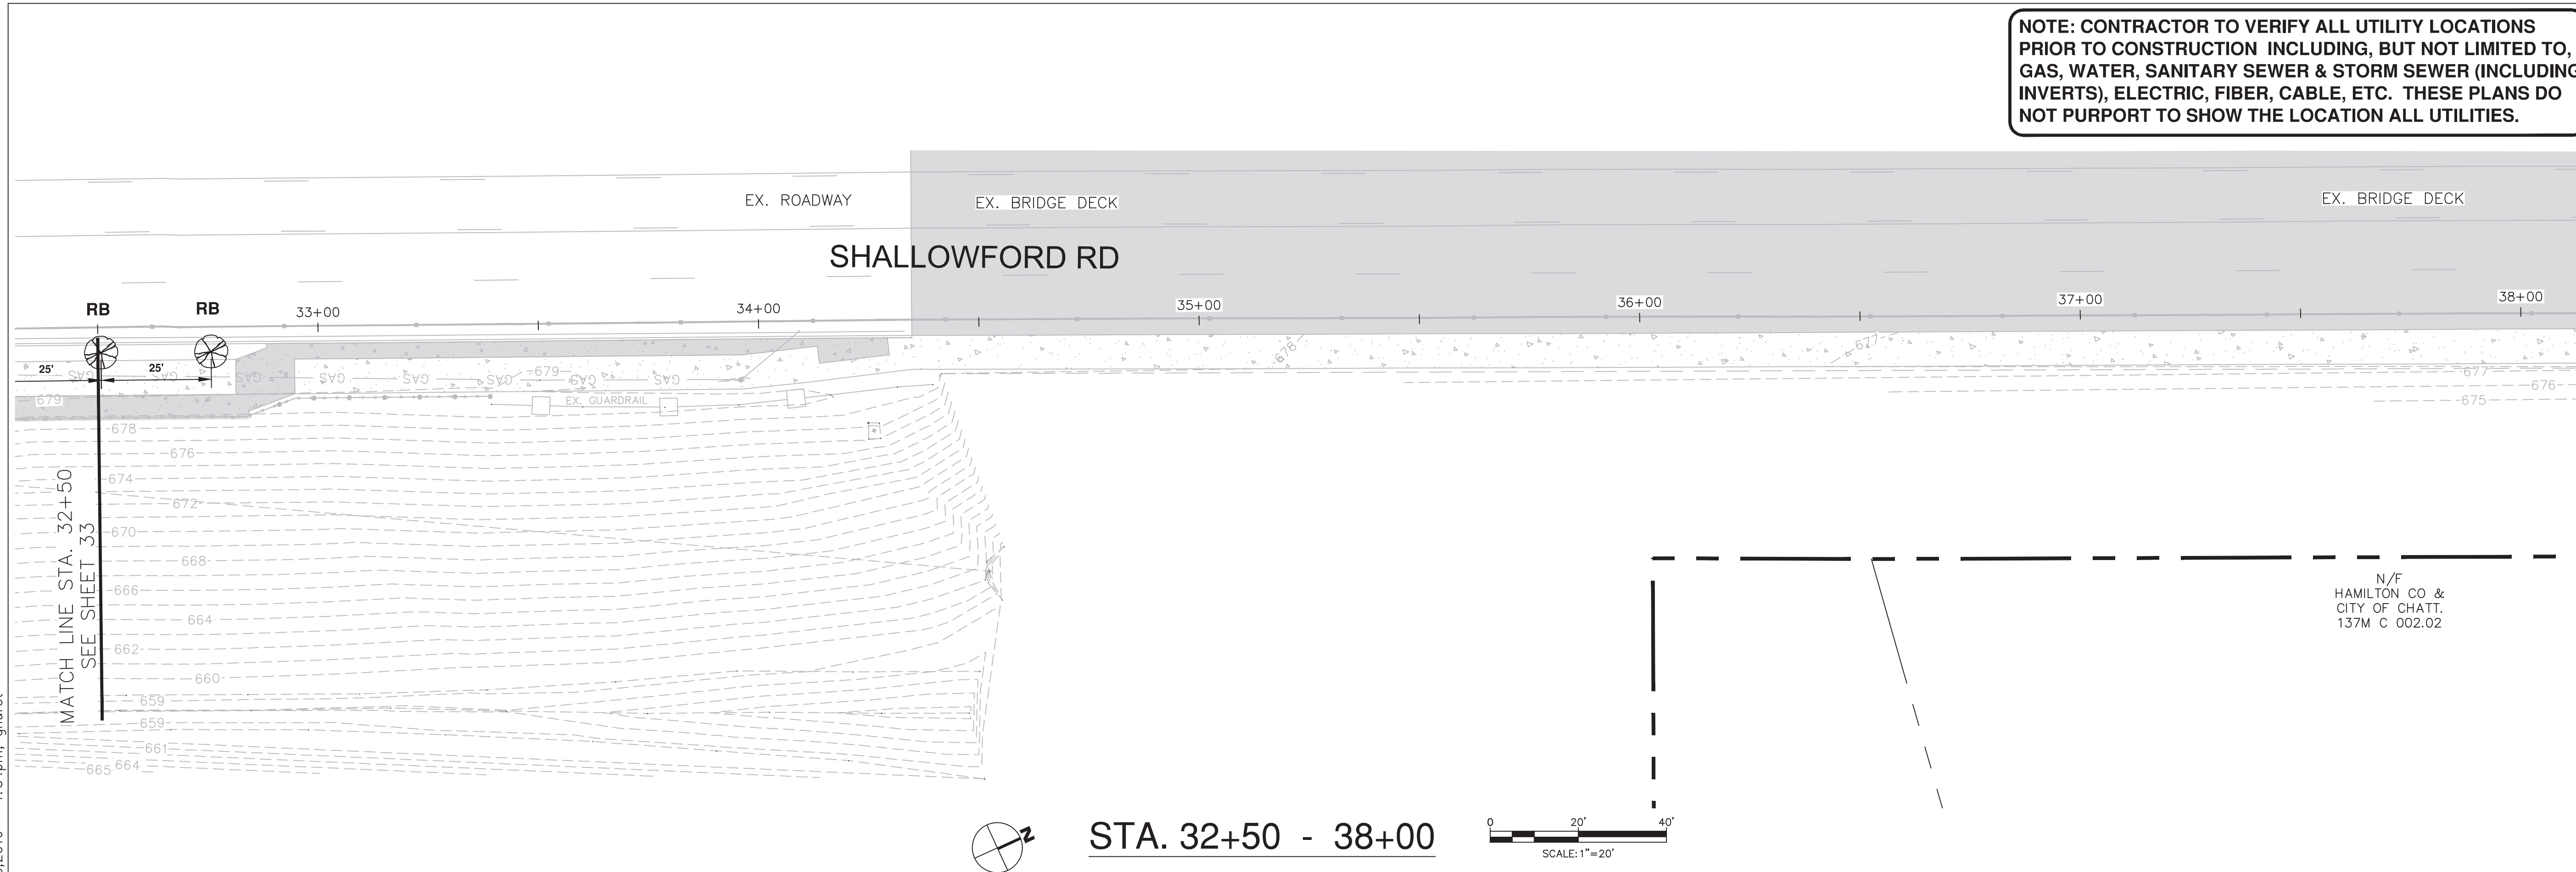 NOTE: CONTRACTOR TO VERIFY ALL UTILITY LOCATIONS
PRIOR TO CONSTRUCTION INCLUDING, BUT NOT LIMITED TO,
GAS, WATER, SANITARY SEWER & STORM SEWER (INCLUDING
INVERTS), ELECTRIC, FIBER, CABLE, ETC. THESE PLANS DO
NOT PURPORT TO SHOW THE LOCATION ALL UTILITIES.
EX. ROADWAY
EX. BRIDGE DECK
EX. BRIDGE DECK
SHALLOWFORD RD
RB
RB
33+00
34+00
35+00
36+00
37+00
38+00
25'
25'
GAS
GAS
GAS
GAS
GAS
GAS
GAS
GAS
679
679
678
677
677
676
675
EX. GUARDRAIL
678
676
674
672
670
668
666
664
662
660
659
659
661
664
665
MATCH LINE STA. 32+50
SEE SHEET 33
N/F
HAMILTON CO &
CITY OF CHATT.
137M C 002.02
N
STA. 32+50 - 38+00
0 20' 40'
SCALE: 1"=20'